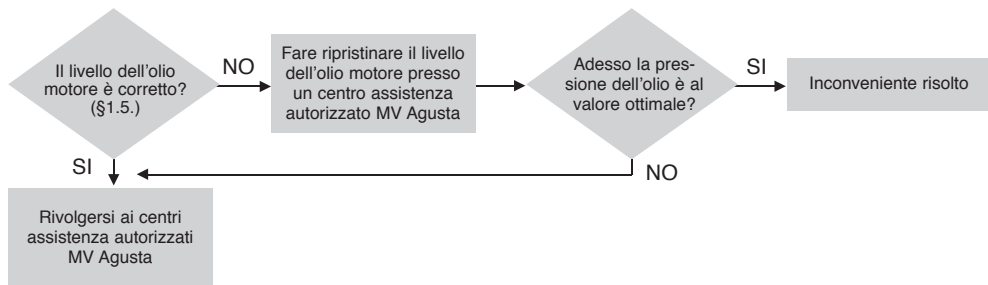 Il livello dell'olio
motore è corretto?
(§1.5.)
NO
Fare ripristinare il livello
dell'olio motore presso
un centro assistenza
autorizzato MV Agusta
Adesso la pres-
sione dell'olio è al
valore ottimale?
SI
Inconveniente risolto
SI
NO
Rivolgersi ai centri
assistenza autorizzati
MV Agusta